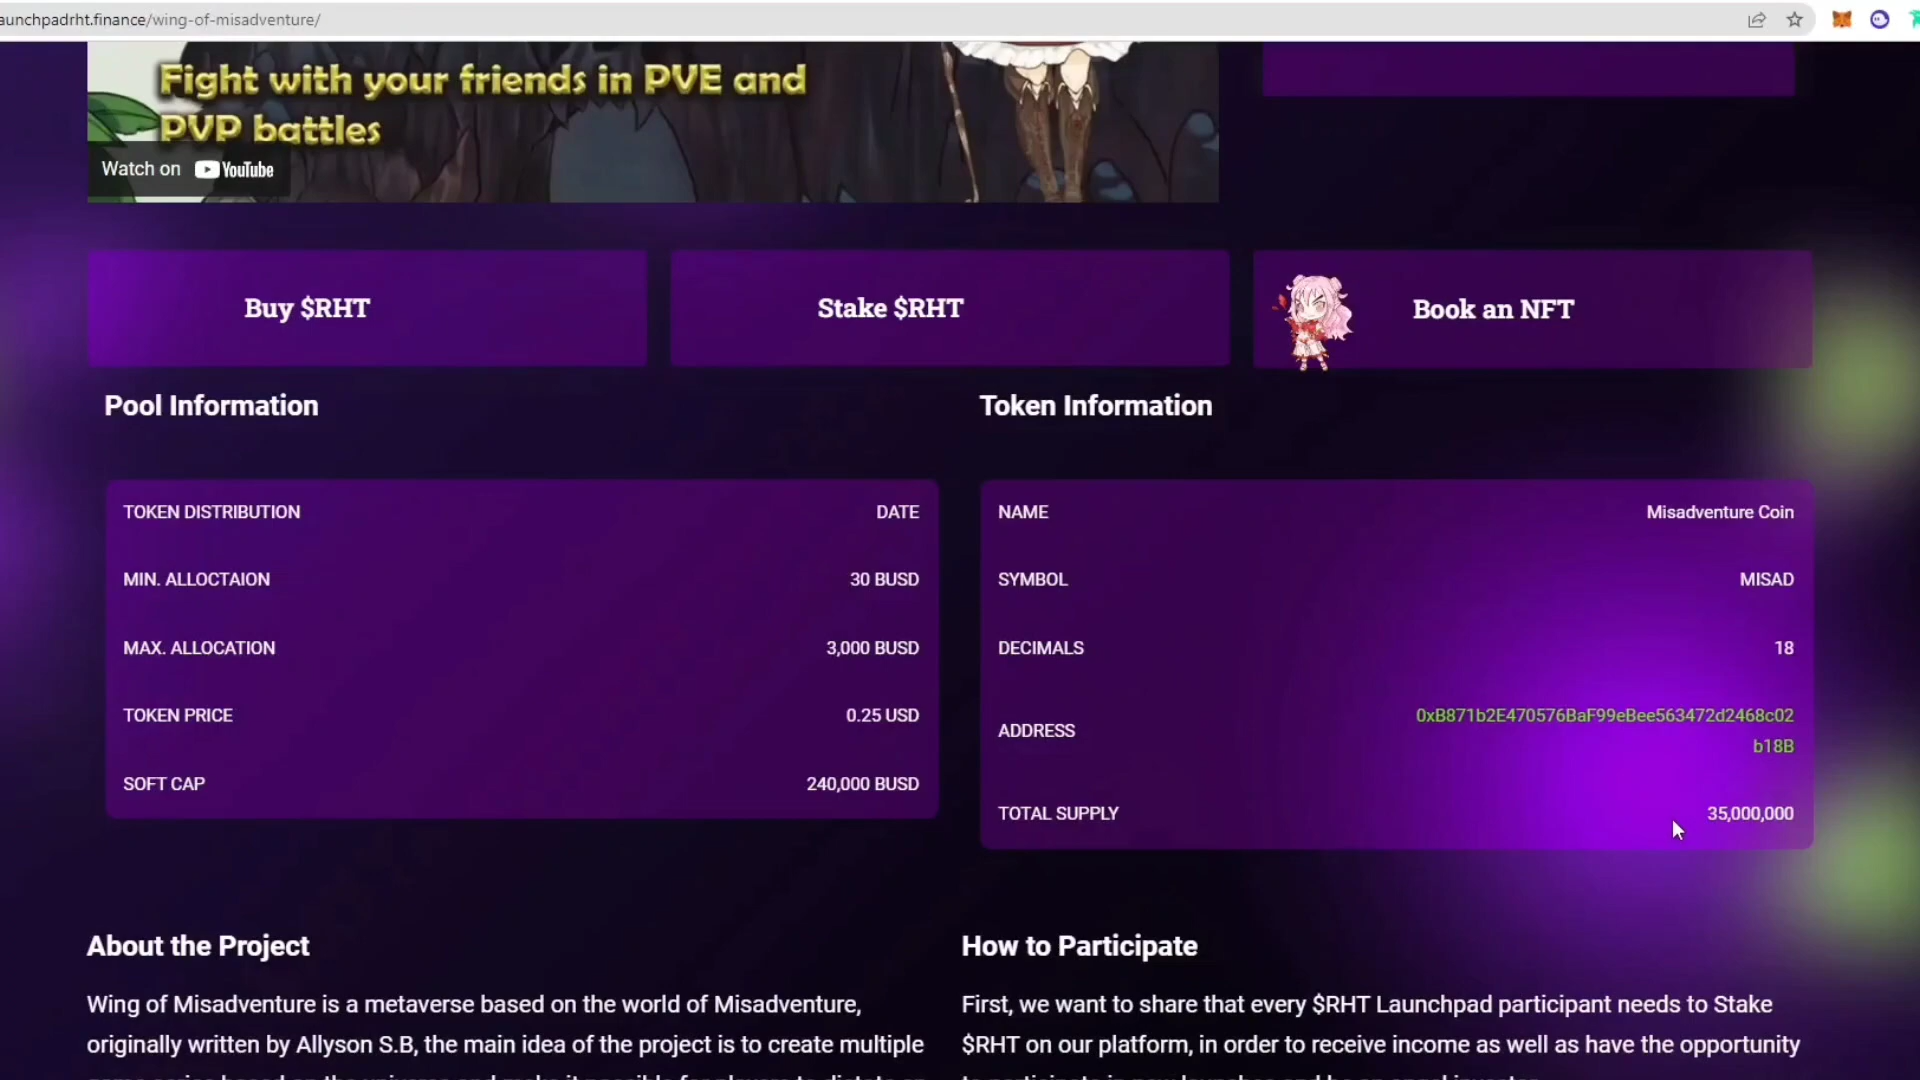 aunchpadrht.finance/wing-of-misadventure/
Fight with your friends in PVE and
PVP battles
Watch on YouTube
Buy $RHT
Stake $RHT
Book an NFT
Pool Information
TOKEN DISTRIBUTION DATE
MIN. ALLOCTAION 30 BUSD
MAX. ALLOCATION 3,000 BUSD
TOKEN PRICE 0.25 USD
SOFT CAP 240,000 BUSD
Token Information
NAME Misadventure Coin
SYMBOL MISAD
DECIMALS 18
ADDRESS 0xB871b2E470576BaF99eBee563472d2468c02
b18B
TOTAL SUPPLY 35,000,000
About the Project
Wing of Misadventure is a metaverse based on the world of Misadventure,
originally written by Allyson S.B, the main idea of the project is to create multiple
How to Participate
First, we want to share that every $RHT Launchpad participant needs to Stake
$RHT on our platform, in order to receive income as well as have the opportunity